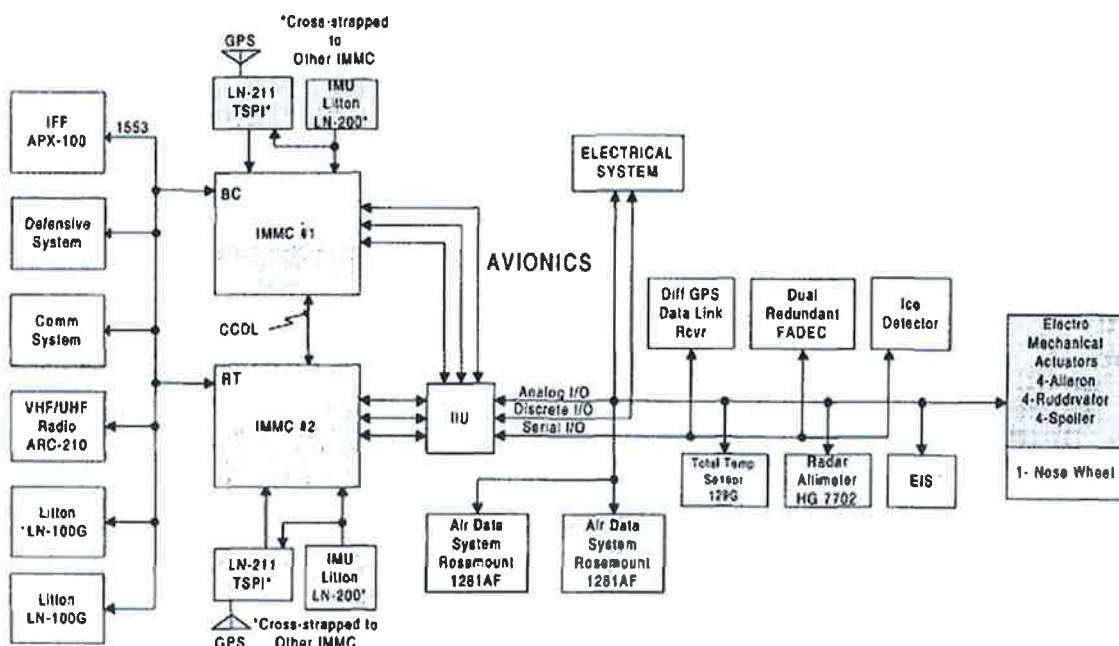 *Cross-strapped
to
Other IMMC
GPS
LN-211
TSPI*
IMU
Litton
LN-200*
IFF
APX-100
1553
Defensive
System
Comm
System
VHF/UHF
Radio
ARC-210
Litton
*LN-100G
Litton
LN-100G
BC
IMMC #1
CCDL
RT
IMMC #2
LN-211
TSPI*
IMU
Litton
LN-200*
GPS
*Cross-strapped to
Other IMMC
AVIONICS
IIU
Analog I/O
Discrete I/O
Serial I/O
ELECTRICAL
SYSTEM
Diff GPS
Data Link
Rcvr
Dual
Redundant
FADEC
Ice
Detector
Total Temp
Sensor
129G
Radar
Altimeter
HG 7702
EIS
Air Data
System
Rosemount
1281AF
Air Data
System
Rosemount
1281AF
Electro
Mechanical
Actuators
4-Aileron
4-Ruddrvator
4-Spoiler
1- Nose Wheel